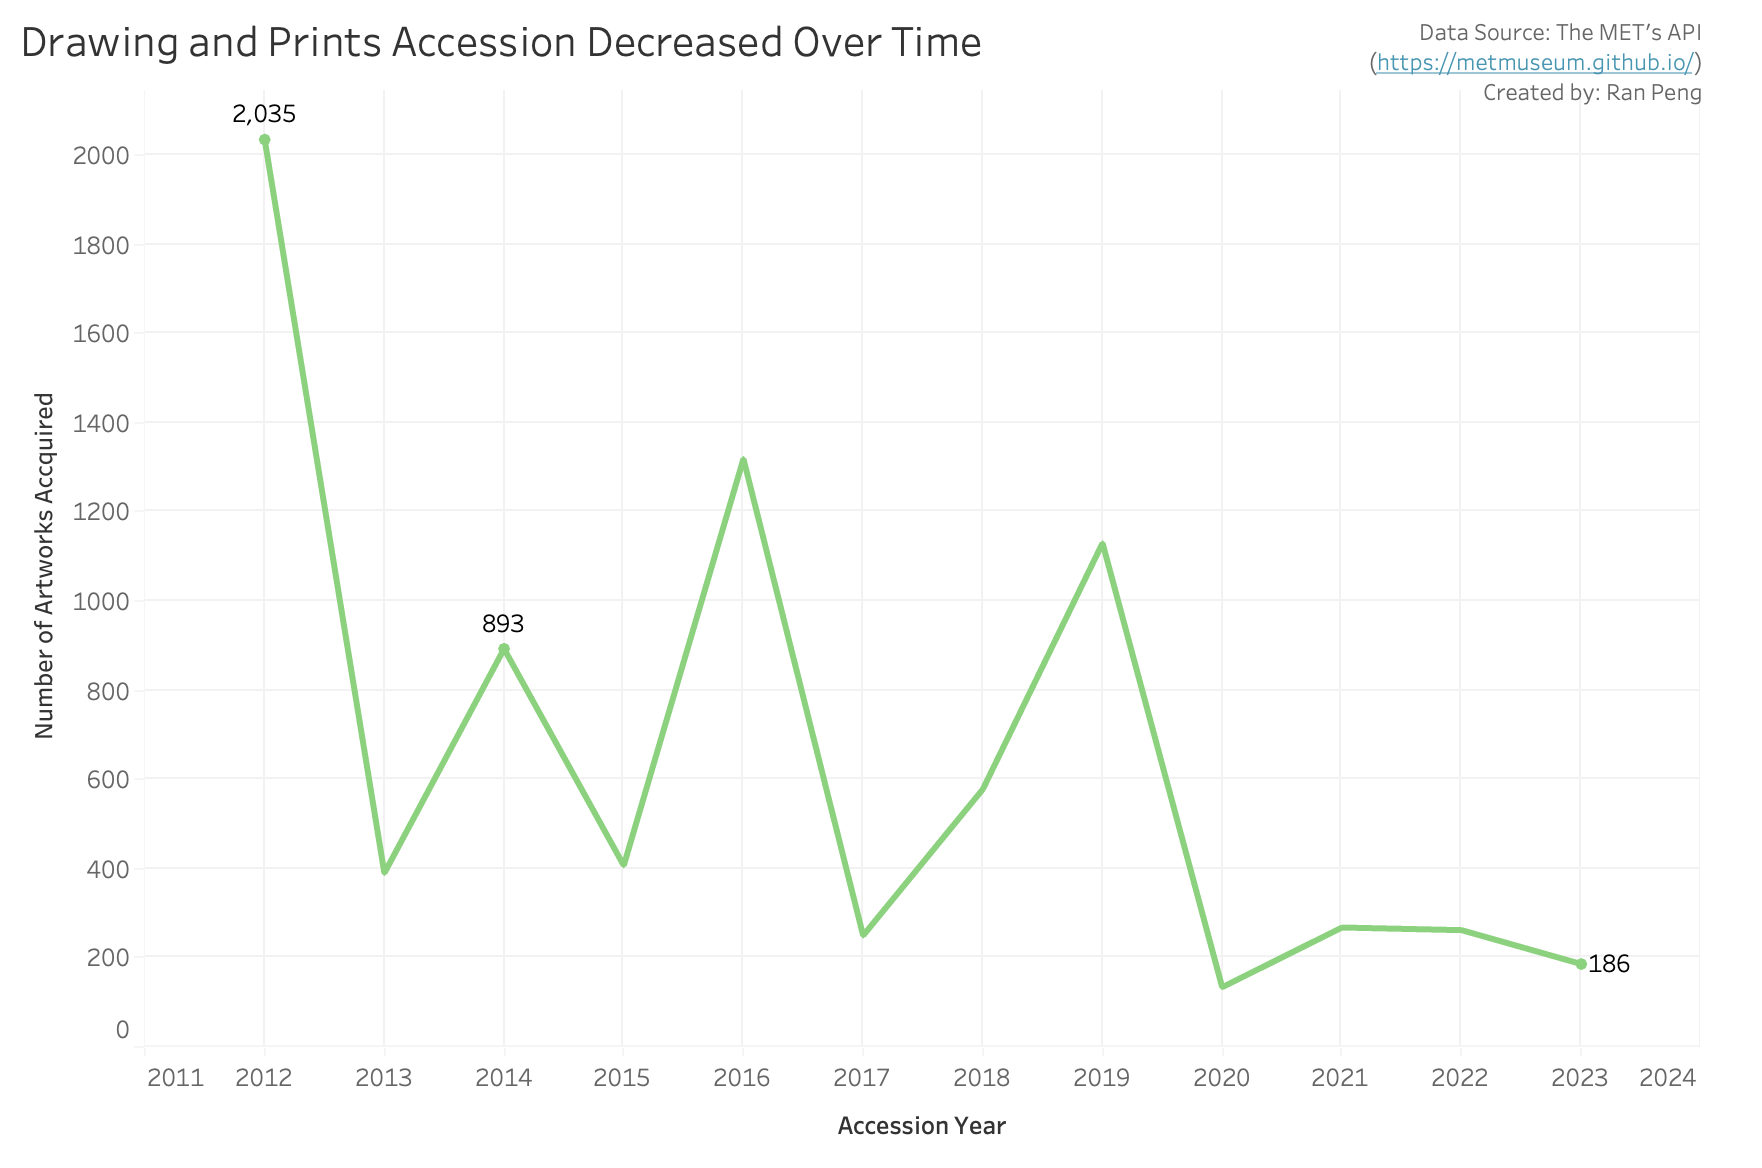 Drawing and Prints Accession Decreased Over Time
Data Source: The MET's API
(https://metmuseum.github.io/)
Created by: Ran Peng
2,035
2000
1800
1600
1400
1200
1000
893
800
600
400
200
186
0
Number of Artworks Accquired
2011 2012 2013 2014 2015 2016 2017 2018 2019 2020 2021 2022 2023 2024
Accession Year